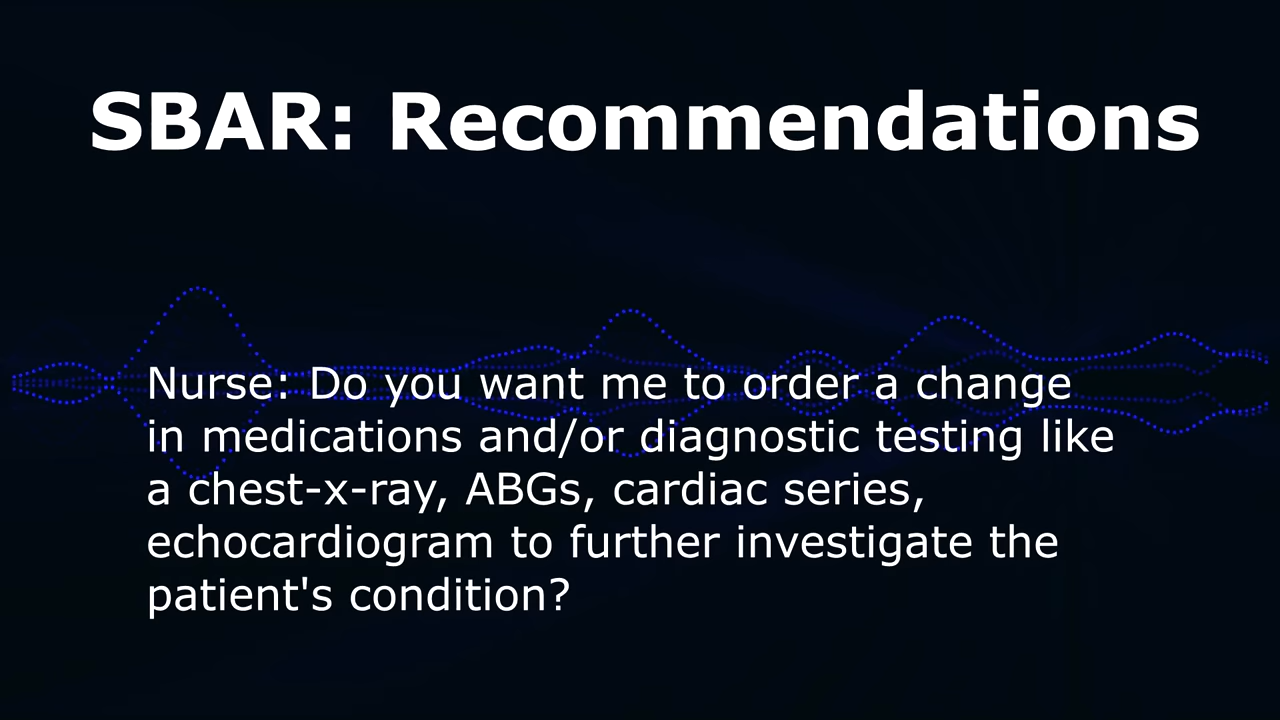 SBAR: Recommendations
Nurse: Do you want me to order a change
in medications and/or diagnostic testing like
a chest-x-ray, ABGs, cardiac series,
echocardiogram to further investigate the
patient's condition?